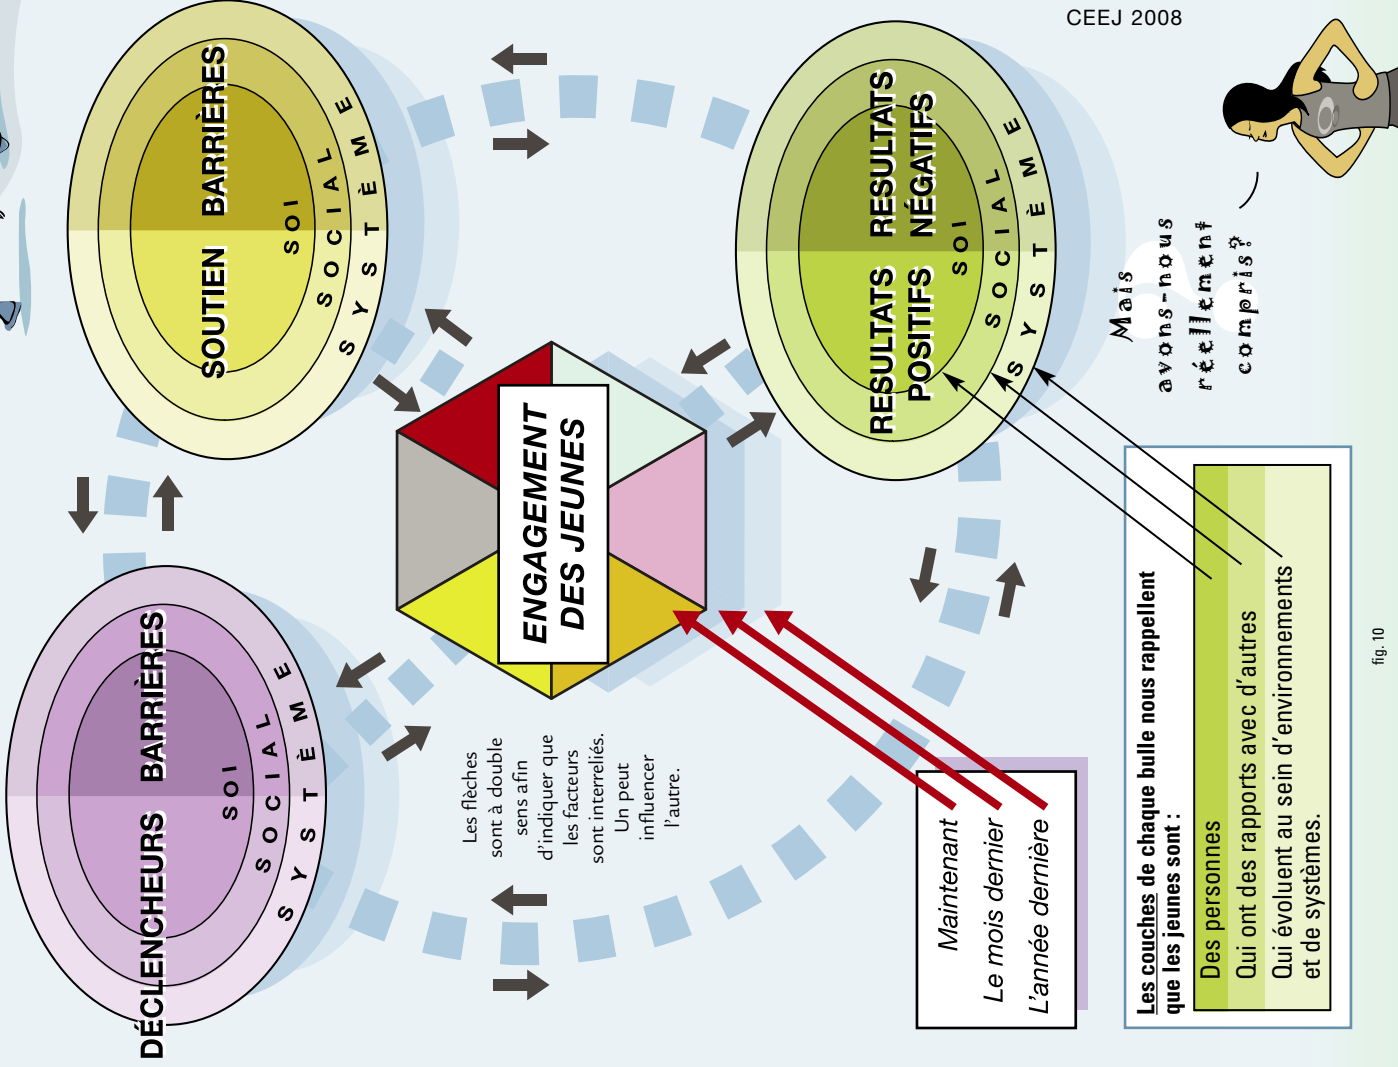 CEEJ 2008
DÉCLENCHEURS BARRIÈRES
SOI
SOCIAL
SYSTÈME
SOUTIEN BARRIÈRES
SOI
SOCIAL
SYSTÈME
ENGAGEMENT
DES JEUNES
RESULTATS RESULTATS
POSITIFS NÉGATIFS
SOI
SOCIALE
SYSTÈME
Les flèches
sont à double
sens afin
d'indiquer que
les facteurs
sont interreliés.
Un peut
influencer
l'autre.
Maintenant
Le mois dernier
L'année dernière
Mais
avons-nous
réellement
compris?
Les couches de chaque bulle nous rappellent
que les jeunes sont :
Des personnes
Qui ont des rapports avec d'autres
Qui évoluent au sein d'environnements
et de systèmes.
fig. 10